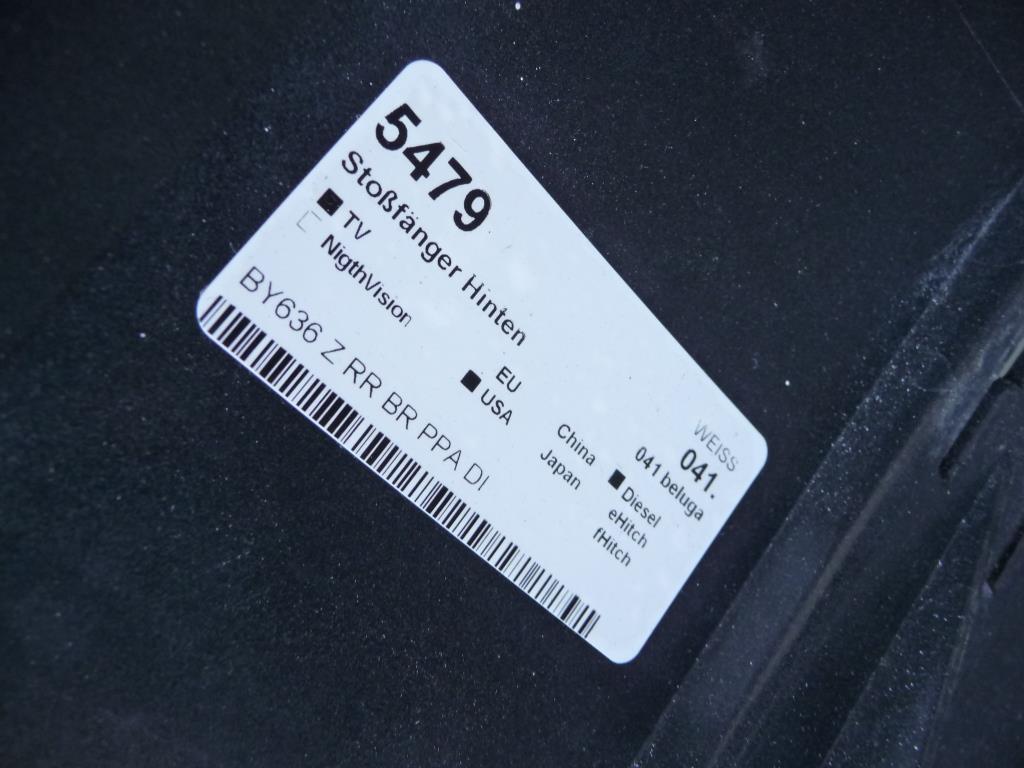 5479
Stoßfänger Hinten
WEISS
TV
EU
041.
NigthVision
USA
041 beluga
China
Diesel
Japan
eHitch
fHitch
BY636 Z RR BR PPA DI